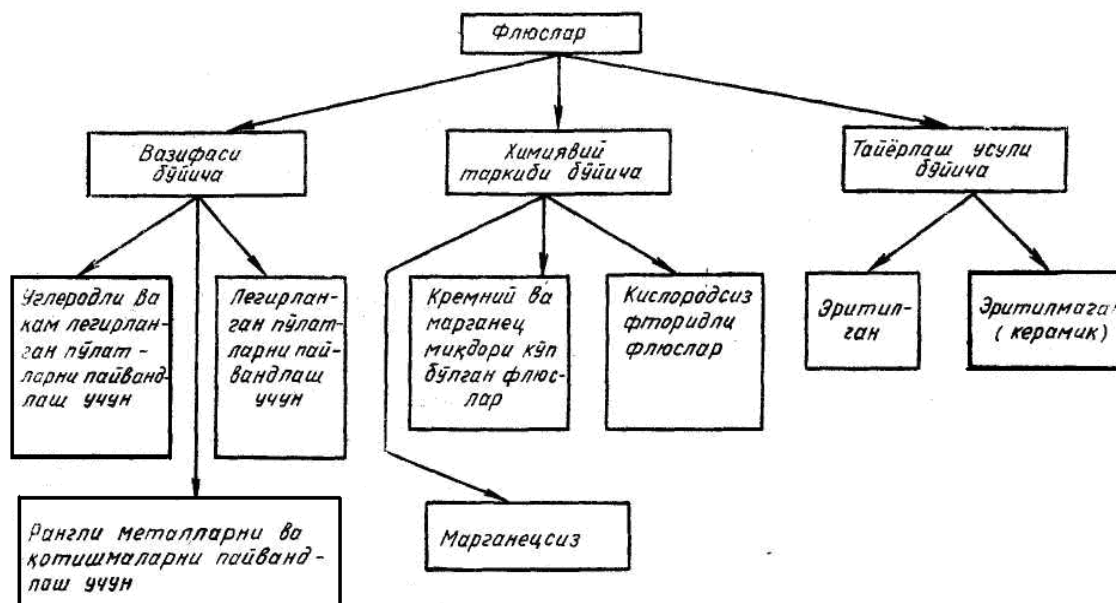 Флюслар
Вазифаси
бўйича
Химиявий
таркиби бўйича
Тайёрлаш усули
бўйича
Углеродли ва
кам легирлан-
ган пўлат-
ларни пайванд-
лаш учун
Легирлан-
ган пўлат-
ларни пай-
вандлаш
учун
Кремний ва
марганец
миқдори кўп
бўлган флюс-
лар
Кислородсиз
фторидли
флюслар
Эритил-
ган
Эритилмаган
(керамик)
Рангли металларни ва
қотишмаларни пайванд-
лаш учун
Марганецсиз